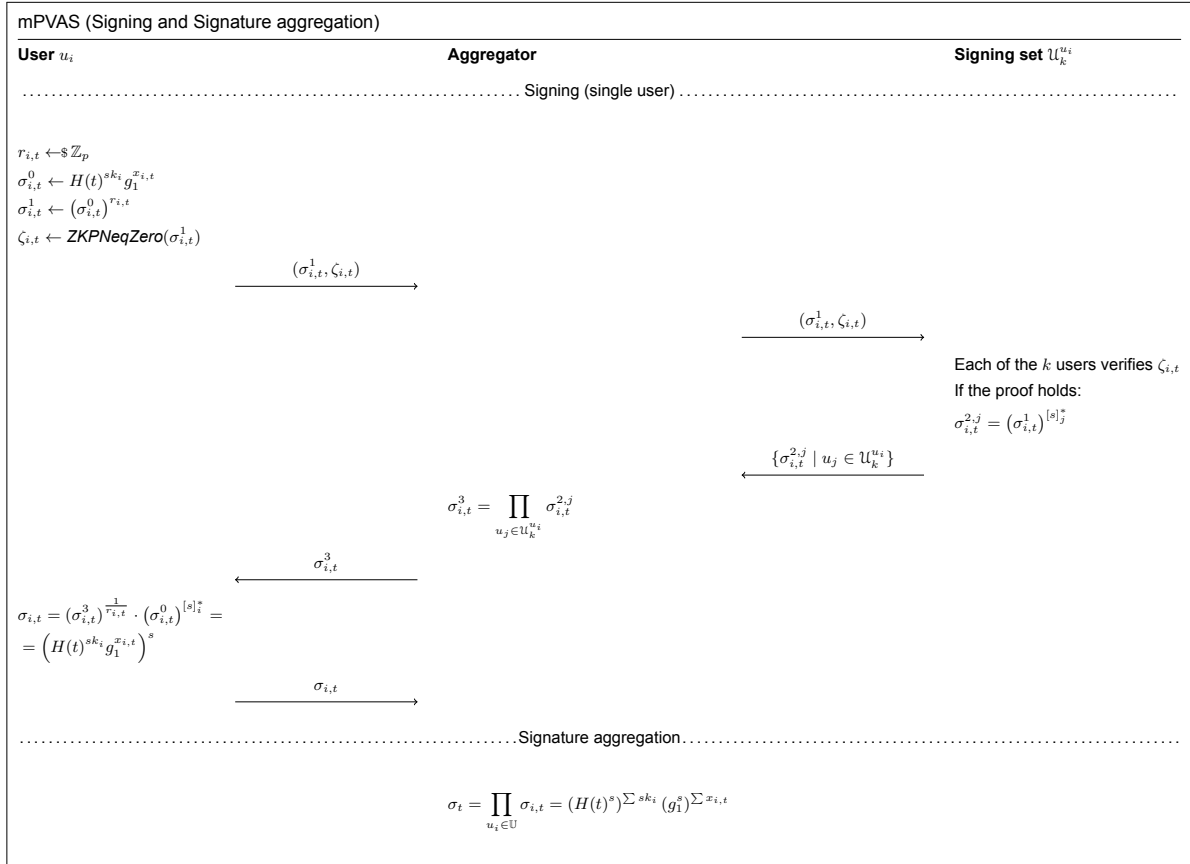 mPVAS (Signing and Signature aggregation)
User $u_i$ Aggregator Signing set $\mathcal{U}_k^{u_i}$
Signing (single user)
$r_{i,t} \leftarrow\$ \mathbb{Z}_p$
$\sigma_{i,t}^0 \leftarrow H(t)^{sk_i} g_1^{x_{i,t}}$
$\sigma_{i,t}^1 \leftarrow (\sigma_{i,t}^0)^{r_{i,t}}$
$\zeta_{i,t} \leftarrow \textit{ZKPNeqZero}(\sigma_{i,t}^1)$
$(\sigma_{i,t}^1, \zeta_{i,t})$
$(\sigma_{i,t}^1, \zeta_{i,t})$
Each of the $k$ users verifies $\zeta_{i,t}$
If the proof holds:
$\sigma_{i,t}^{2,j} = (\sigma_{i,t}^1)^{[s]_j^*}$
$\{\sigma_{i,t}^{2,j} \mid u_j \in \mathcal{U}_k^{u_i}\}$
$\sigma_{i,t}^3 = \prod_{u_j \in \mathcal{U}_k^{u_i}} \sigma_{i,t}^{2,j}$
$\sigma_{i,t}^3$
$\sigma_{i,t} = (\sigma_{i,t}^3)^{\frac{1}{r_{i,t}}} \cdot (\sigma_{i,t}^0)^{[s]_i^*} =$
$= \left(H(t)^{sk_i} g_1^{x_{i,t}}\right)^s$
$\sigma_{i,t}$
Signature aggregation
$\sigma_t = \prod_{u_i \in \mathbb{U}} \sigma_{i,t} = (H(t)^s)^{\sum sk_i} (g_1^s)^{\sum x_{i,t}}$